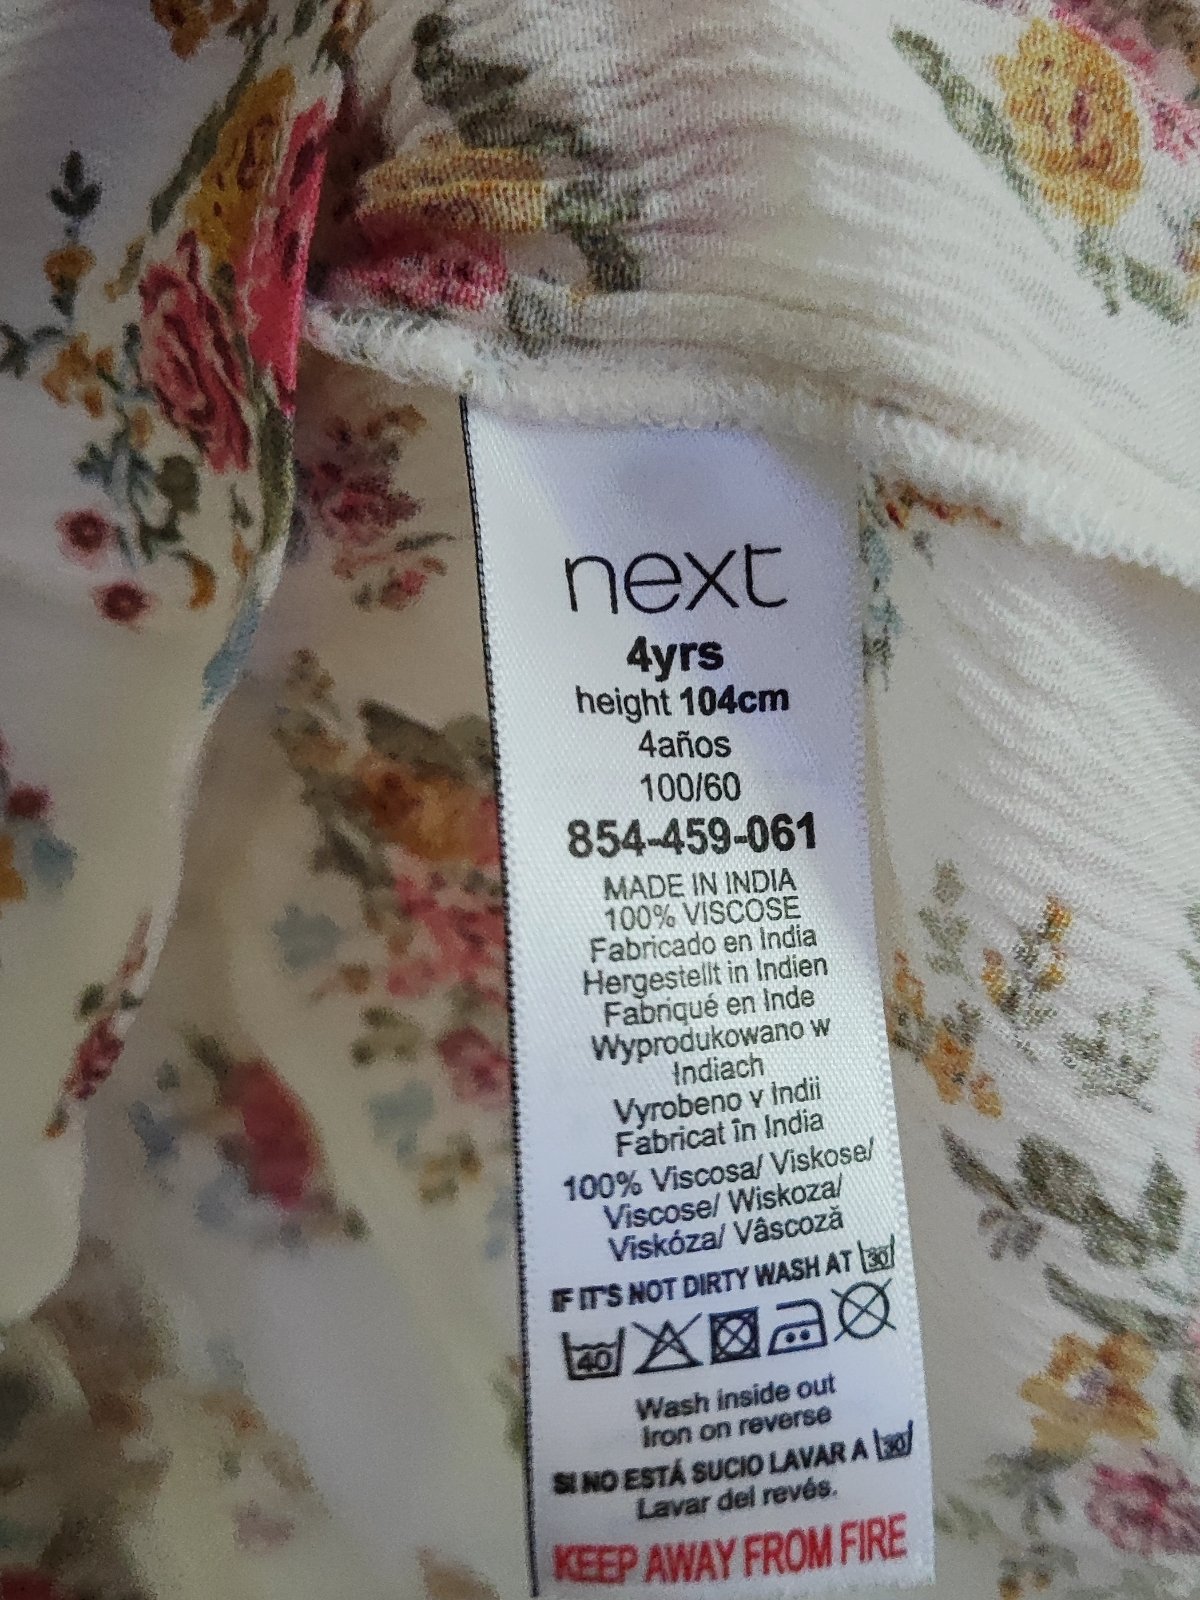 next
4yrs
height 104cm
4años
100/60
854-459-061
MADE IN INDIA
100% VISCOSE
Fabricado en India
Hergestellt in Indien
Fabriqué en Inde
Wyprodukowano w
Indiach
Vyrobeno v Indii
Fabricat în India
100% Viscosa/ Viskose/
Viscose/ Wiskoza/
Viskóza/ Vâscoză
IF IT'S NOT DIRTY WASH AT 30
40
Wash inside out
Iron on reverse
SI NO ESTÁ SUCIO LAVAR A 30
Lavar del revés.
KEEP AWAY FROM FIRE